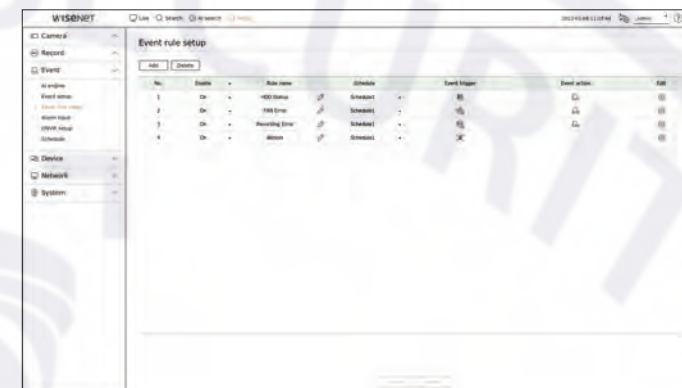 WISENET
Live Search AI search
Camera
Record
Event
AI engine
Event setup
Event rule setup
Alarm input
Schedule
Device
Network
System
Event rule setup
Add Delete
No. Enable Rule name Schedule Event trigger Event action Edit
1 On HDD Status Schedule1
2 On FAN Error Schedule1
3 On Recording Error Schedule1
4 On Schedule1